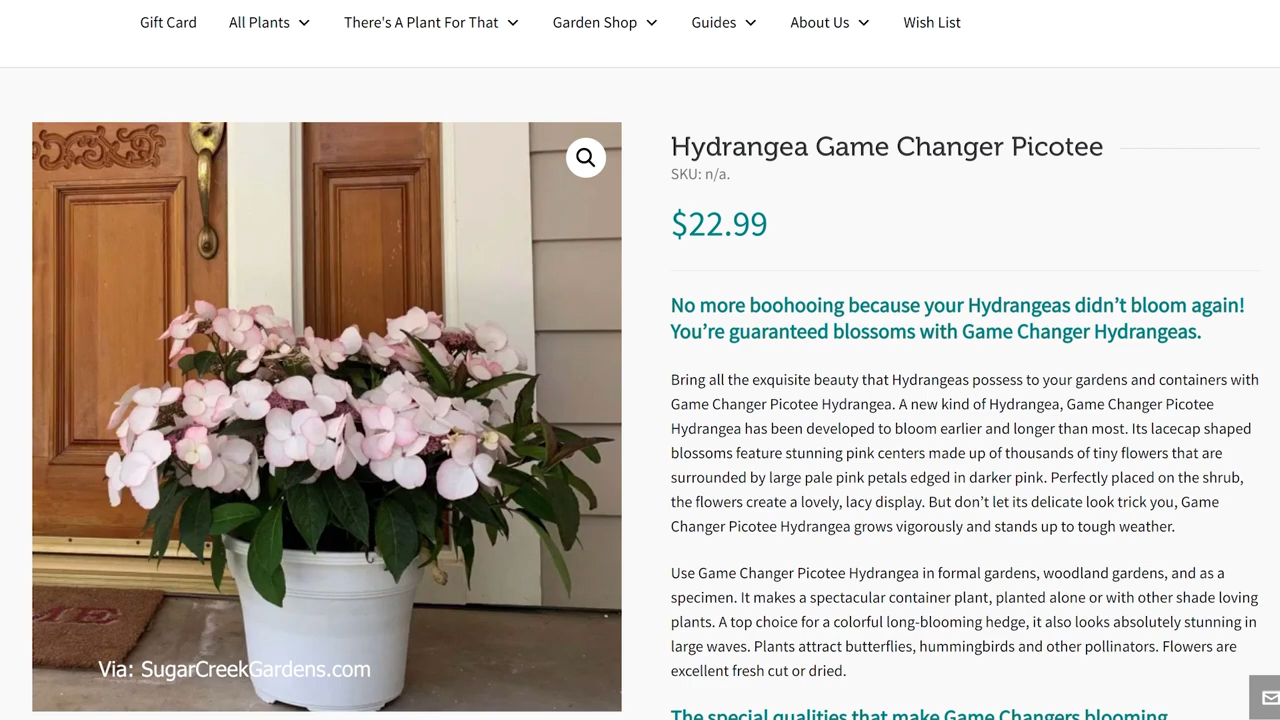 Gift Card All Plants There's A Plant For That Garden Shop Guides About Us Wish List
Hydrangea Game Changer Picotee
SKU: n/a.
$22.99
No more boohooing because your Hydrangeas didn’t bloom again!
You’re guaranteed blossoms with Game Changer Hydrangeas.
Bring all the exquisite beauty that Hydrangeas possess to your gardens and containers with
Game Changer Picotee Hydrangea. A new kind of Hydrangea, Game Changer Picotee
Hydrangea has been developed to bloom earlier and longer than most. Its lacecap shaped
blossoms feature stunning pink centers made up of thousands of tiny flowers that are
surrounded by large pale pink petals edged in darker pink. Perfectly placed on the shrub,
the flowers create a lovely, lacy display. But don’t let its delicate look trick you, Game
Changer Picotee Hydrangea grows vigorously and stands up to tough weather.
Use Game Changer Picotee Hydrangea in formal gardens, woodland gardens, and as a
specimen. It makes a spectacular container plant, planted alone or with other shade loving
plants. A top choice for a colorful long-blooming hedge, it also looks absolutely stunning in
large waves. Plants attract butterflies, hummingbirds and other pollinators. Flowers are
excellent fresh cut or dried.
The special qualities that make Game Changers blooming
Via: SugarCreekGardens.com